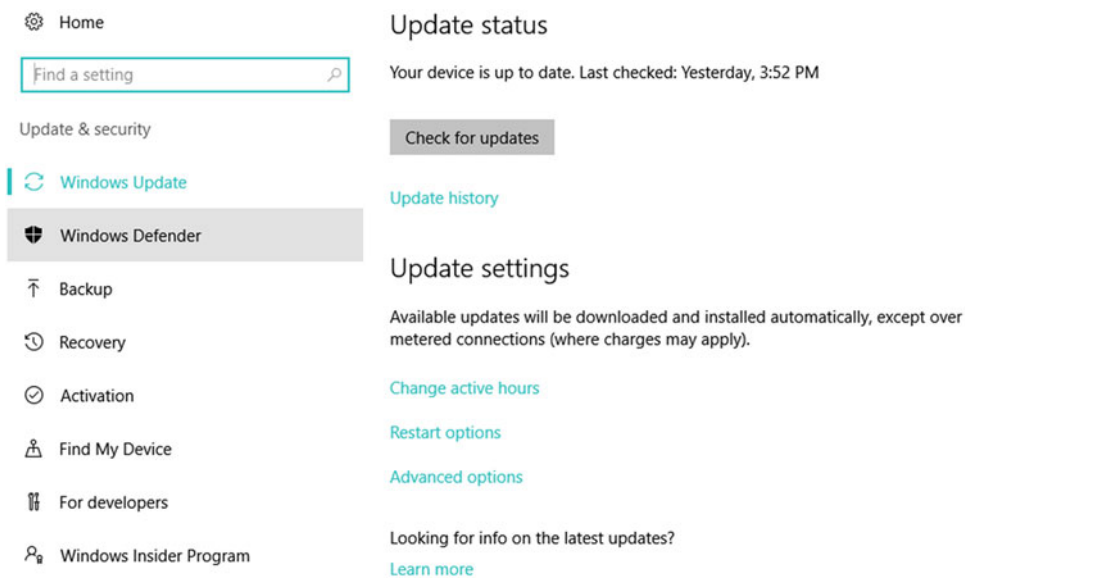 Home
Find a setting
Update & security
Windows Update
Windows Defender
Backup
Recovery
Activation
Find My Device
For developers
Windows Insider Program
Update status
Your device is up to date. Last checked: Yesterday, 3:52 PM
Check for updates
Update history
Update settings
Available updates will be downloaded and installed automatically, except over
metered connections (where charges may apply).
Change active hours
Restart options
Advanced options
Looking for info on the latest updates?
Learn more